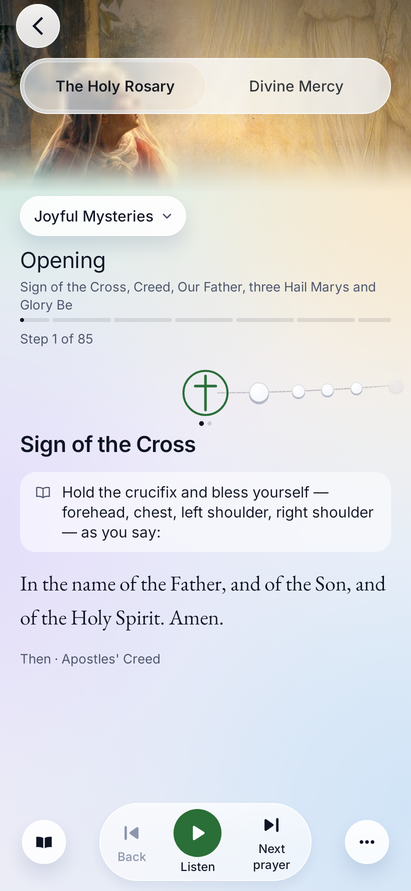 The Holy Rosary
Divine Mercy
Joyful Mysteries
Opening
Sign of the Cross, Creed, Our Father, three Hail Marys and
Glory Be
Step 1 of 85
Sign of the Cross
Hold the crucifix and bless yourself —
forehead, chest, left shoulder, right shoulder
— as you say:
In the name of the Father, and of the Son, and
of the Holy Spirit. Amen.
Then · Apostles' Creed
Back
Listen
Next
prayer